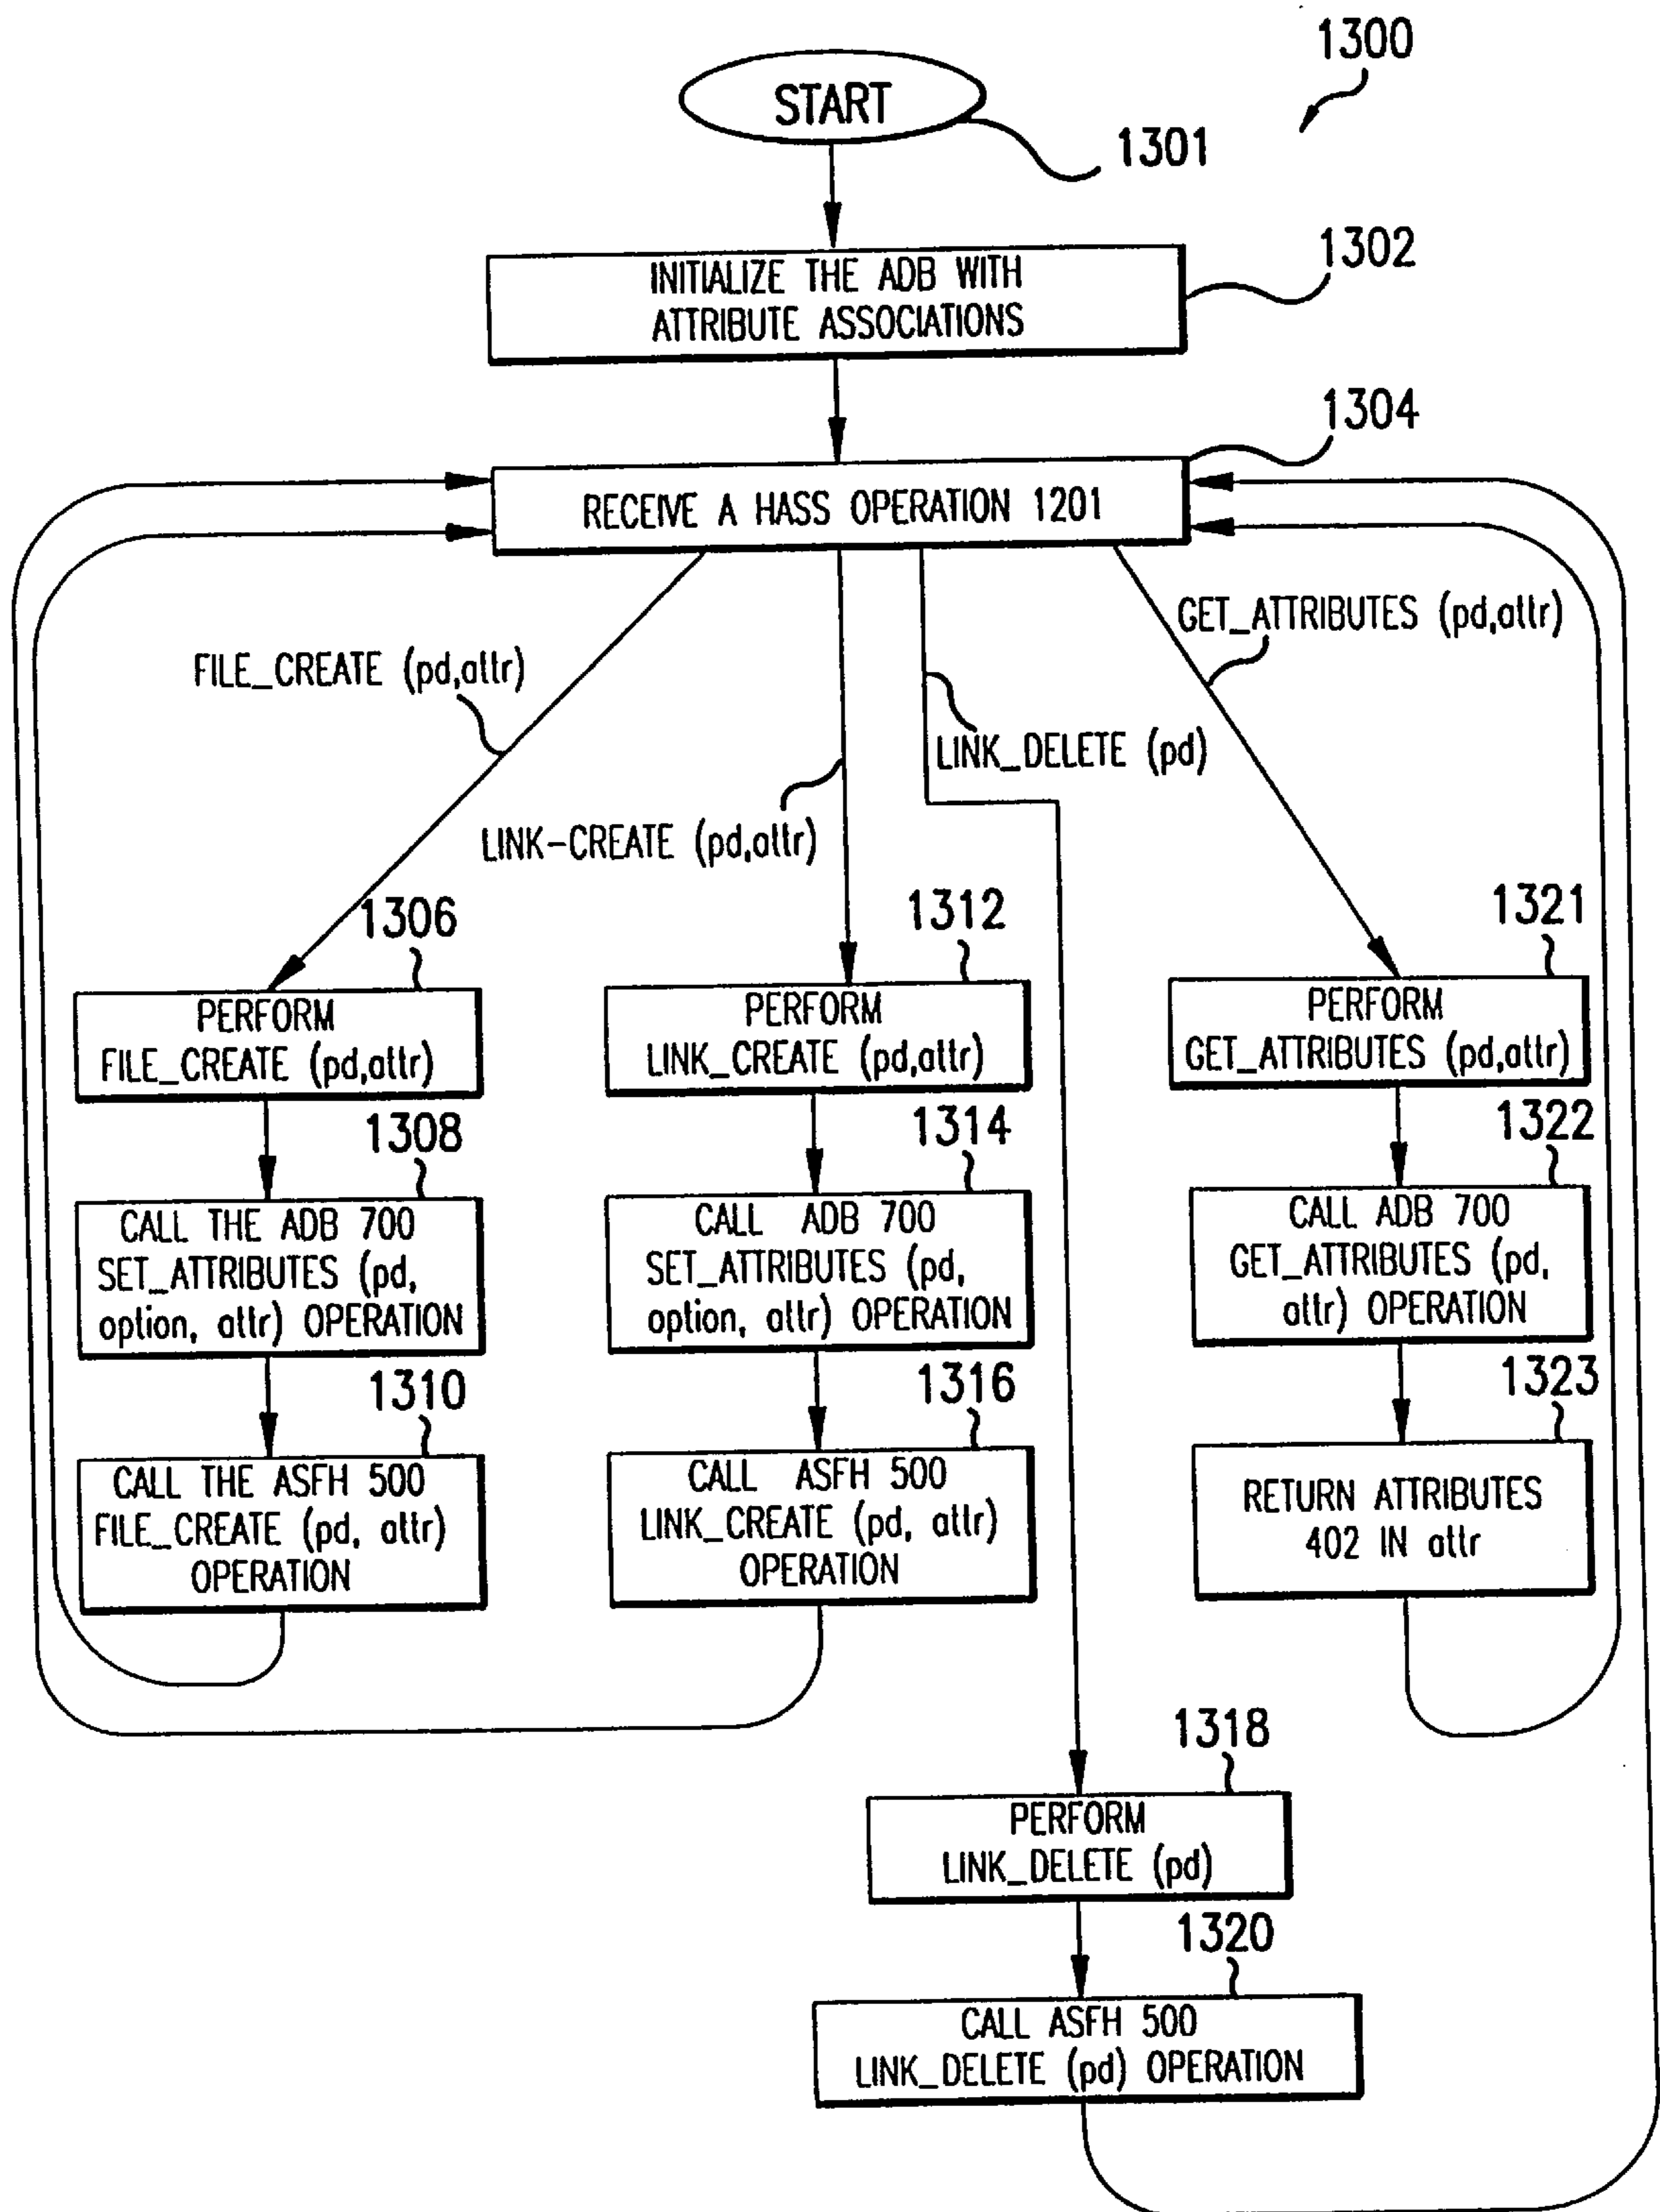 1300
START
1301
1302
INITIALIZE THE ADB WITH
ATTRIBUTE ASSOCIATIONS
1304
RECEIVE A HASS OPERATION 1201
GET_ATTRIBUTES (pd,attr)
FILE_CREATE (pd,attr)
LINK_DELETE (pd)
LINK-CREATE (pd,attr)
1306
PERFORM
FILE_CREATE (pd,attr)
1308
CALL THE ADB 700
SET_ATTRIBUTES (pd,
option, attr) OPERATION
1310
CALL THE ASFH 500
FILE_CREATE (pd, attr)
OPERATION
1312
PERFORM
LINK_CREATE (pd,attr)
1314
CALL ADB 700
SET_ATTRIBUTES (pd,
option, attr) OPERATION
1316
CALL ASFH 500
LINK_CREATE (pd, attr)
OPERATION
1321
PERFORM
GET_ATTRIBUTES (pd,attr)
1322
CALL ADB 700
GET_ATTRIBUTES (pd,
attr) OPERATION
1323
RETURN ATTRIBUTES
402 IN attr
1318
PERFORM
LINK_DELETE (pd)
1320
CALL ASFH 500
LINK_DELETE (pd) OPERATION